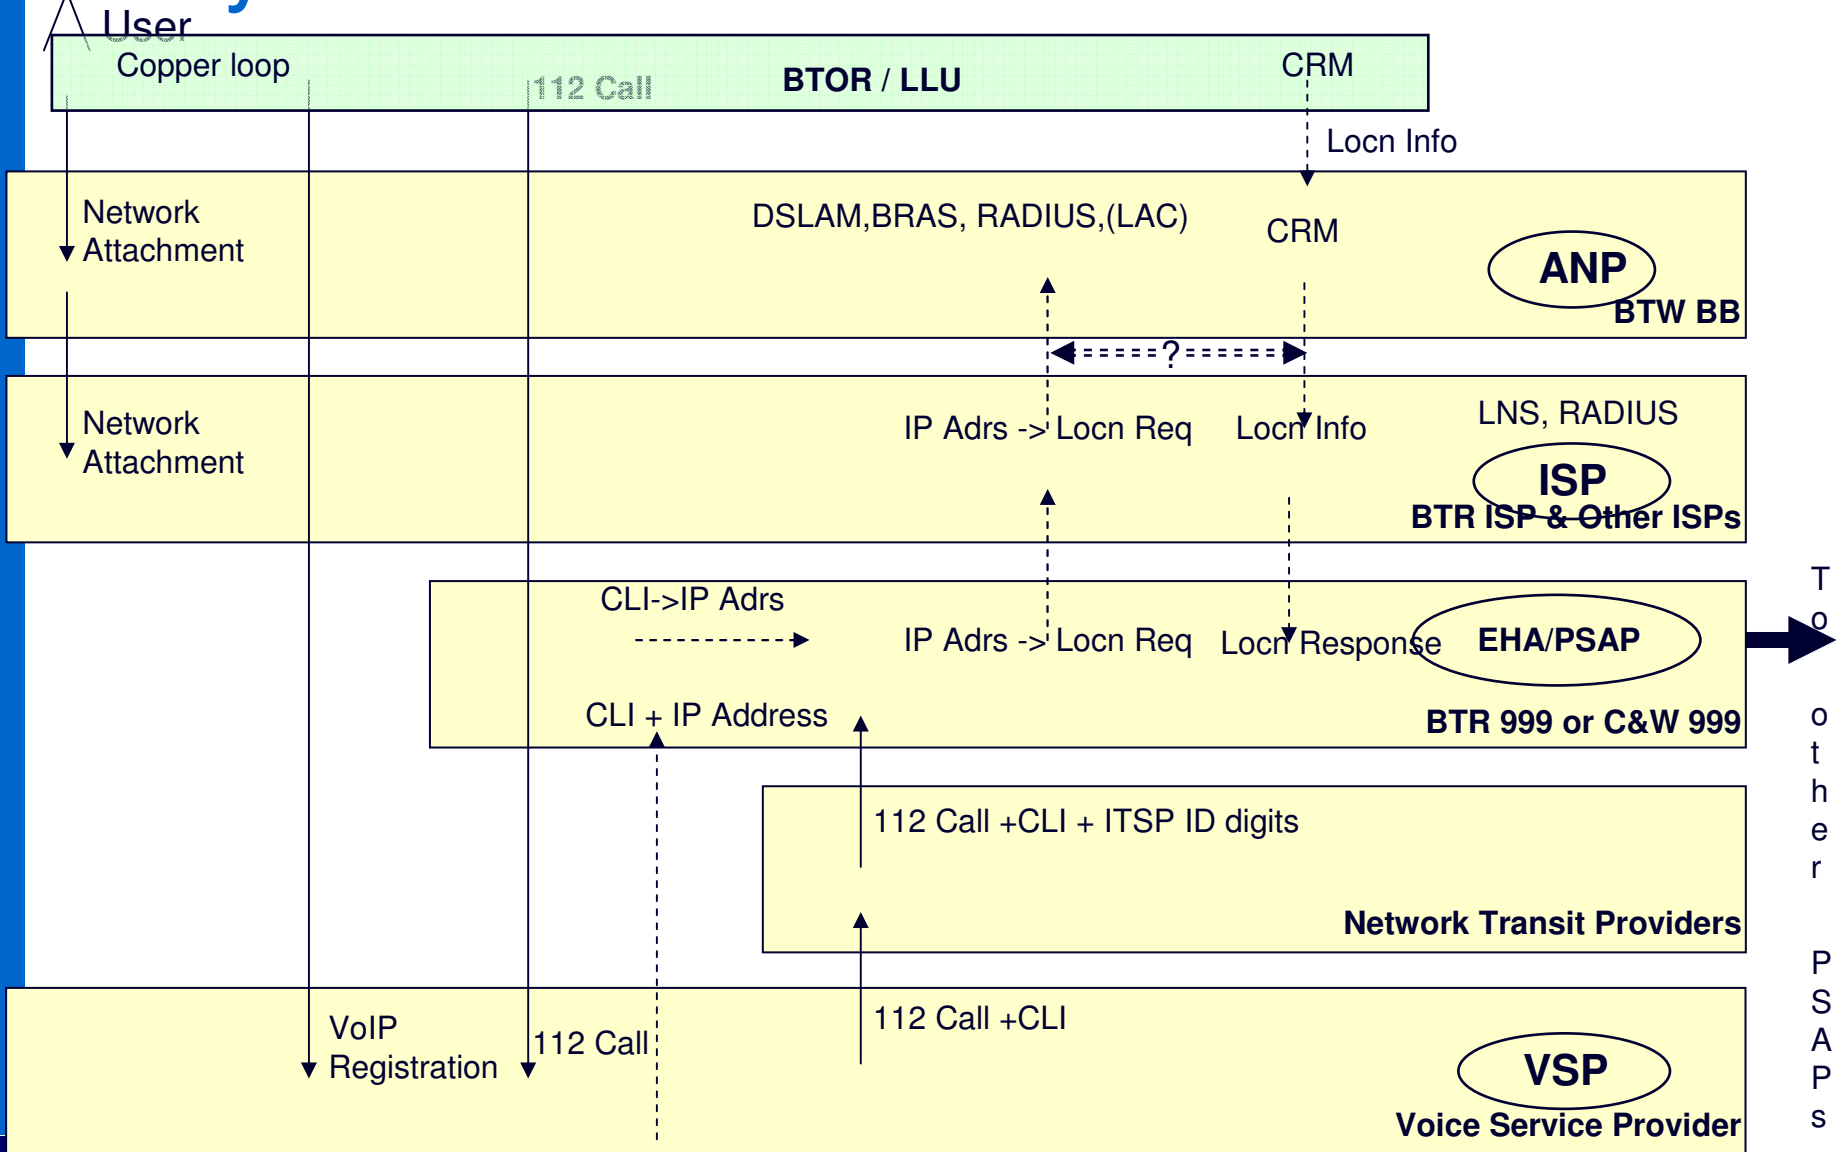 User
Copper loop
112 Call
BTOR / LLU
CRM
Locn Info
Network
Attachment
DSLAM,BRAS, RADIUS,(LAC)
CRM
ANP
BTW BB
?
Network
Attachment
IP Adrs -> Locn Req
Locn Info
LNS, RADIUS
ISP
BTR ISP & Other ISPs
CLI->IP Adrs
IP Adrs -> Locn Req
Locn Response
EHA/PSAP
CLI + IP Address
BTR 999 or C&W 999
To other PSAPs
112 Call +CLI + ITSP ID digits
Network Transit Providers
VoIP
Registration
112 Call
112 Call +CLI
VSP
Voice Service Provider